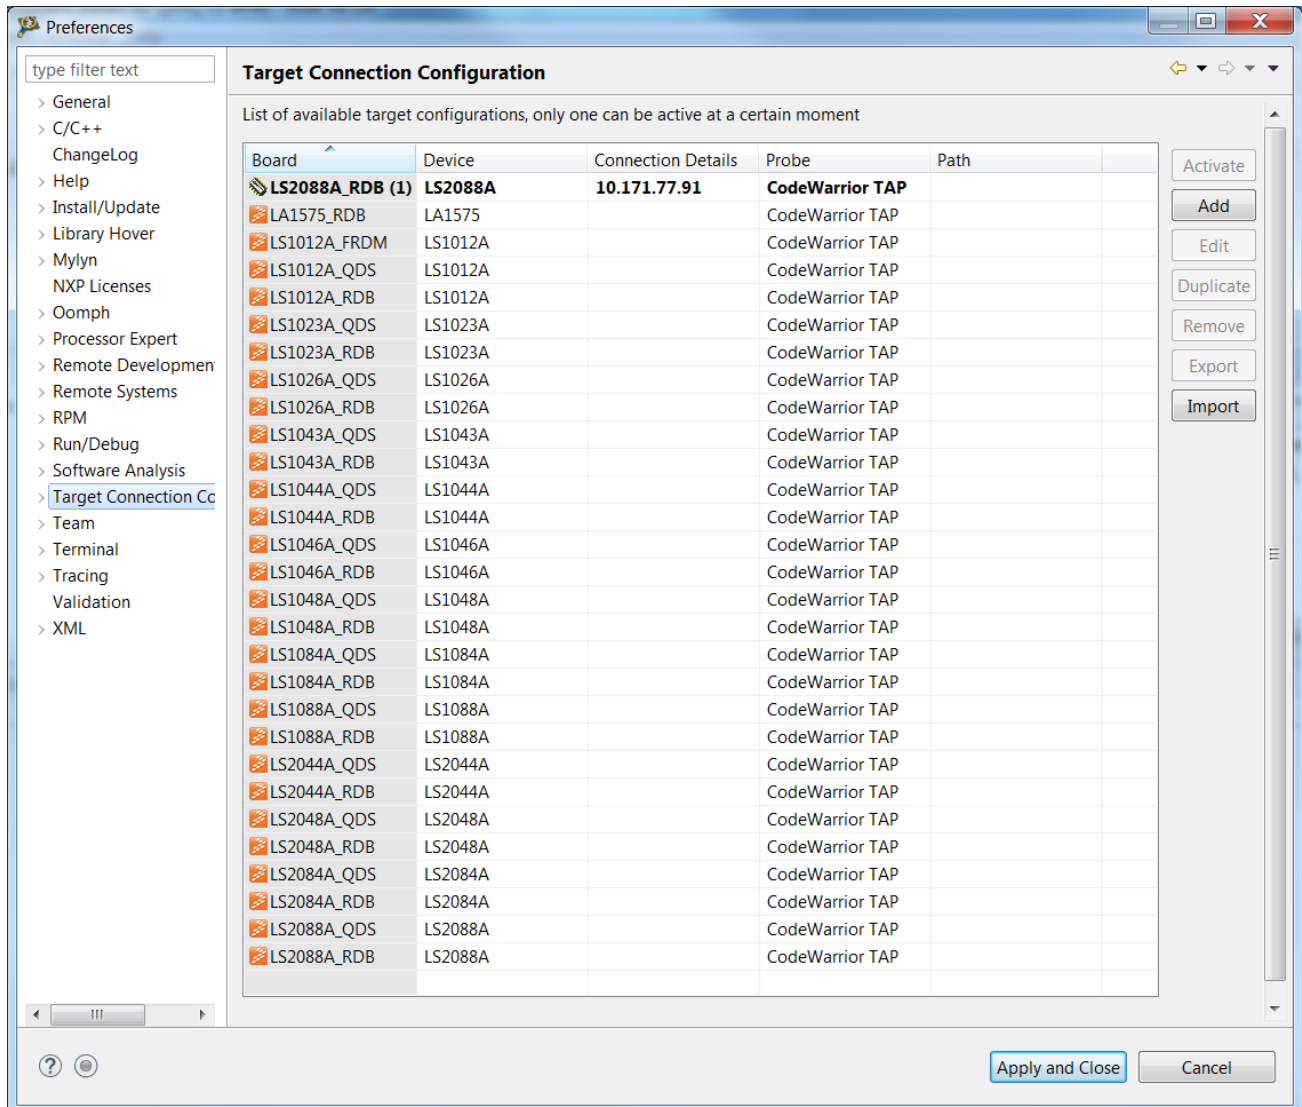 Preferences
type filter text
General
C/C++
ChangeLog
Help
Install/Update
Library Hover
Mylyn
NXP Licenses
Oomph
Processor Expert
Remote Developmen
Remote Systems
RPM
Run/Debug
Software Analysis
Target Connection Co
Team
Terminal
Tracing
Validation
XML
Target Connection Configuration
List of available target configurations, only one can be active at a certain moment
Board Device Connection Details Probe Path
LS2088A_RDB (1) LS2088A 10.171.77.91 CodeWarrior TAP
LA1575_RDB LA1575 CodeWarrior TAP
LS1012A_FRDM LS1012A CodeWarrior TAP
LS1012A_QDS LS1012A CodeWarrior TAP
LS1012A_RDB LS1012A CodeWarrior TAP
LS1023A_QDS LS1023A CodeWarrior TAP
LS1023A_RDB LS1023A CodeWarrior TAP
LS1026A_QDS LS1026A CodeWarrior TAP
LS1026A_RDB LS1026A CodeWarrior TAP
LS1043A_QDS LS1043A CodeWarrior TAP
LS1043A_RDB LS1043A CodeWarrior TAP
LS1044A_QDS LS1044A CodeWarrior TAP
LS1044A_RDB LS1044A CodeWarrior TAP
LS1046A_QDS LS1046A CodeWarrior TAP
LS1046A_RDB LS1046A CodeWarrior TAP
LS1048A_QDS LS1048A CodeWarrior TAP
LS1048A_RDB LS1048A CodeWarrior TAP
LS1084A_QDS LS1084A CodeWarrior TAP
LS1084A_RDB LS1084A CodeWarrior TAP
LS1088A_QDS LS1088A CodeWarrior TAP
LS1088A_RDB LS1088A CodeWarrior TAP
LS2044A_QDS LS2044A CodeWarrior TAP
LS2044A_RDB LS2044A CodeWarrior TAP
LS2048A_QDS LS2048A CodeWarrior TAP
LS2048A_RDB LS2048A CodeWarrior TAP
LS2084A_QDS LS2084A CodeWarrior TAP
LS2084A_RDB LS2084A CodeWarrior TAP
LS2088A_QDS LS2088A CodeWarrior TAP
LS2088A_RDB LS2088A CodeWarrior TAP
Activate
Add
Edit
Duplicate
Remove
Export
Import
Apply and Close
Cancel